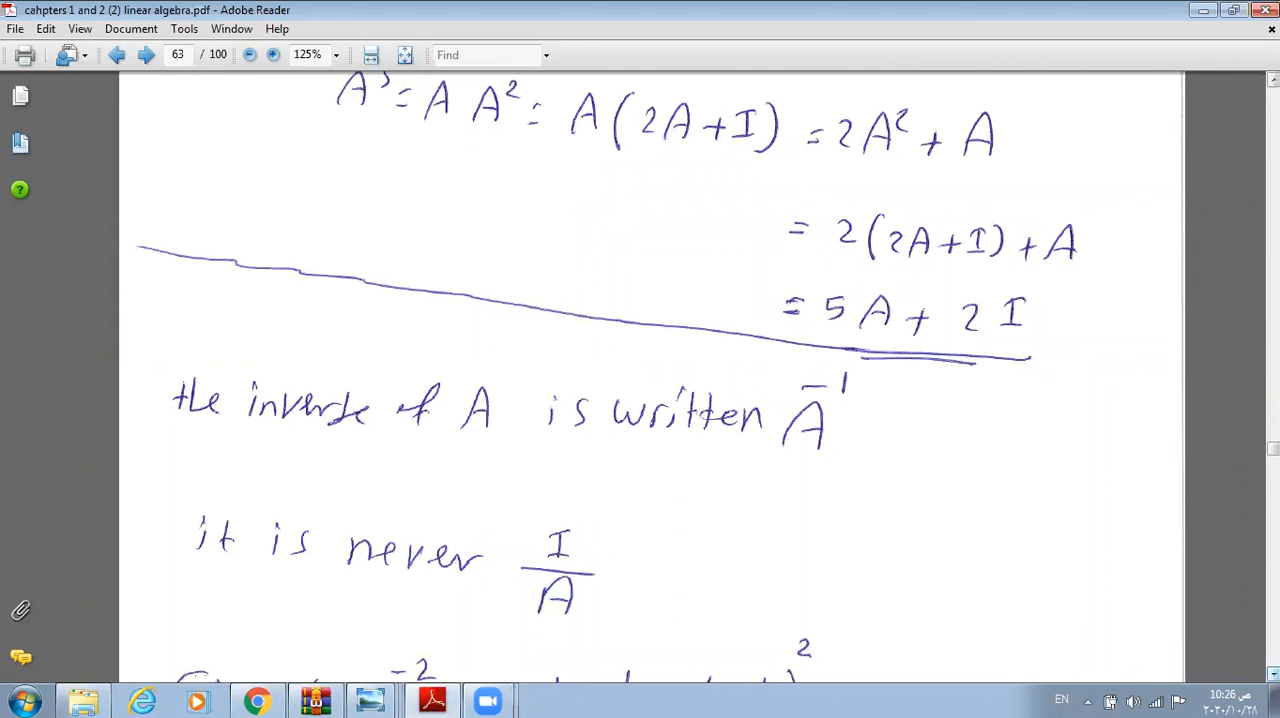 cahpters 1 and 2 (2) linear algebra.pdf - Adobe Reader
File Edit View Document Tools Window Help
63 / 100 125% Find
A³ = A A² = A(2A+I) = 2A² + A
= 2(2A+I) + A
= 5A + 2I
the inverse of A is written A⁻¹
it is never I/A
-2 2
EN 10:26 ص
٢٠٢٠/١٠/٢٨